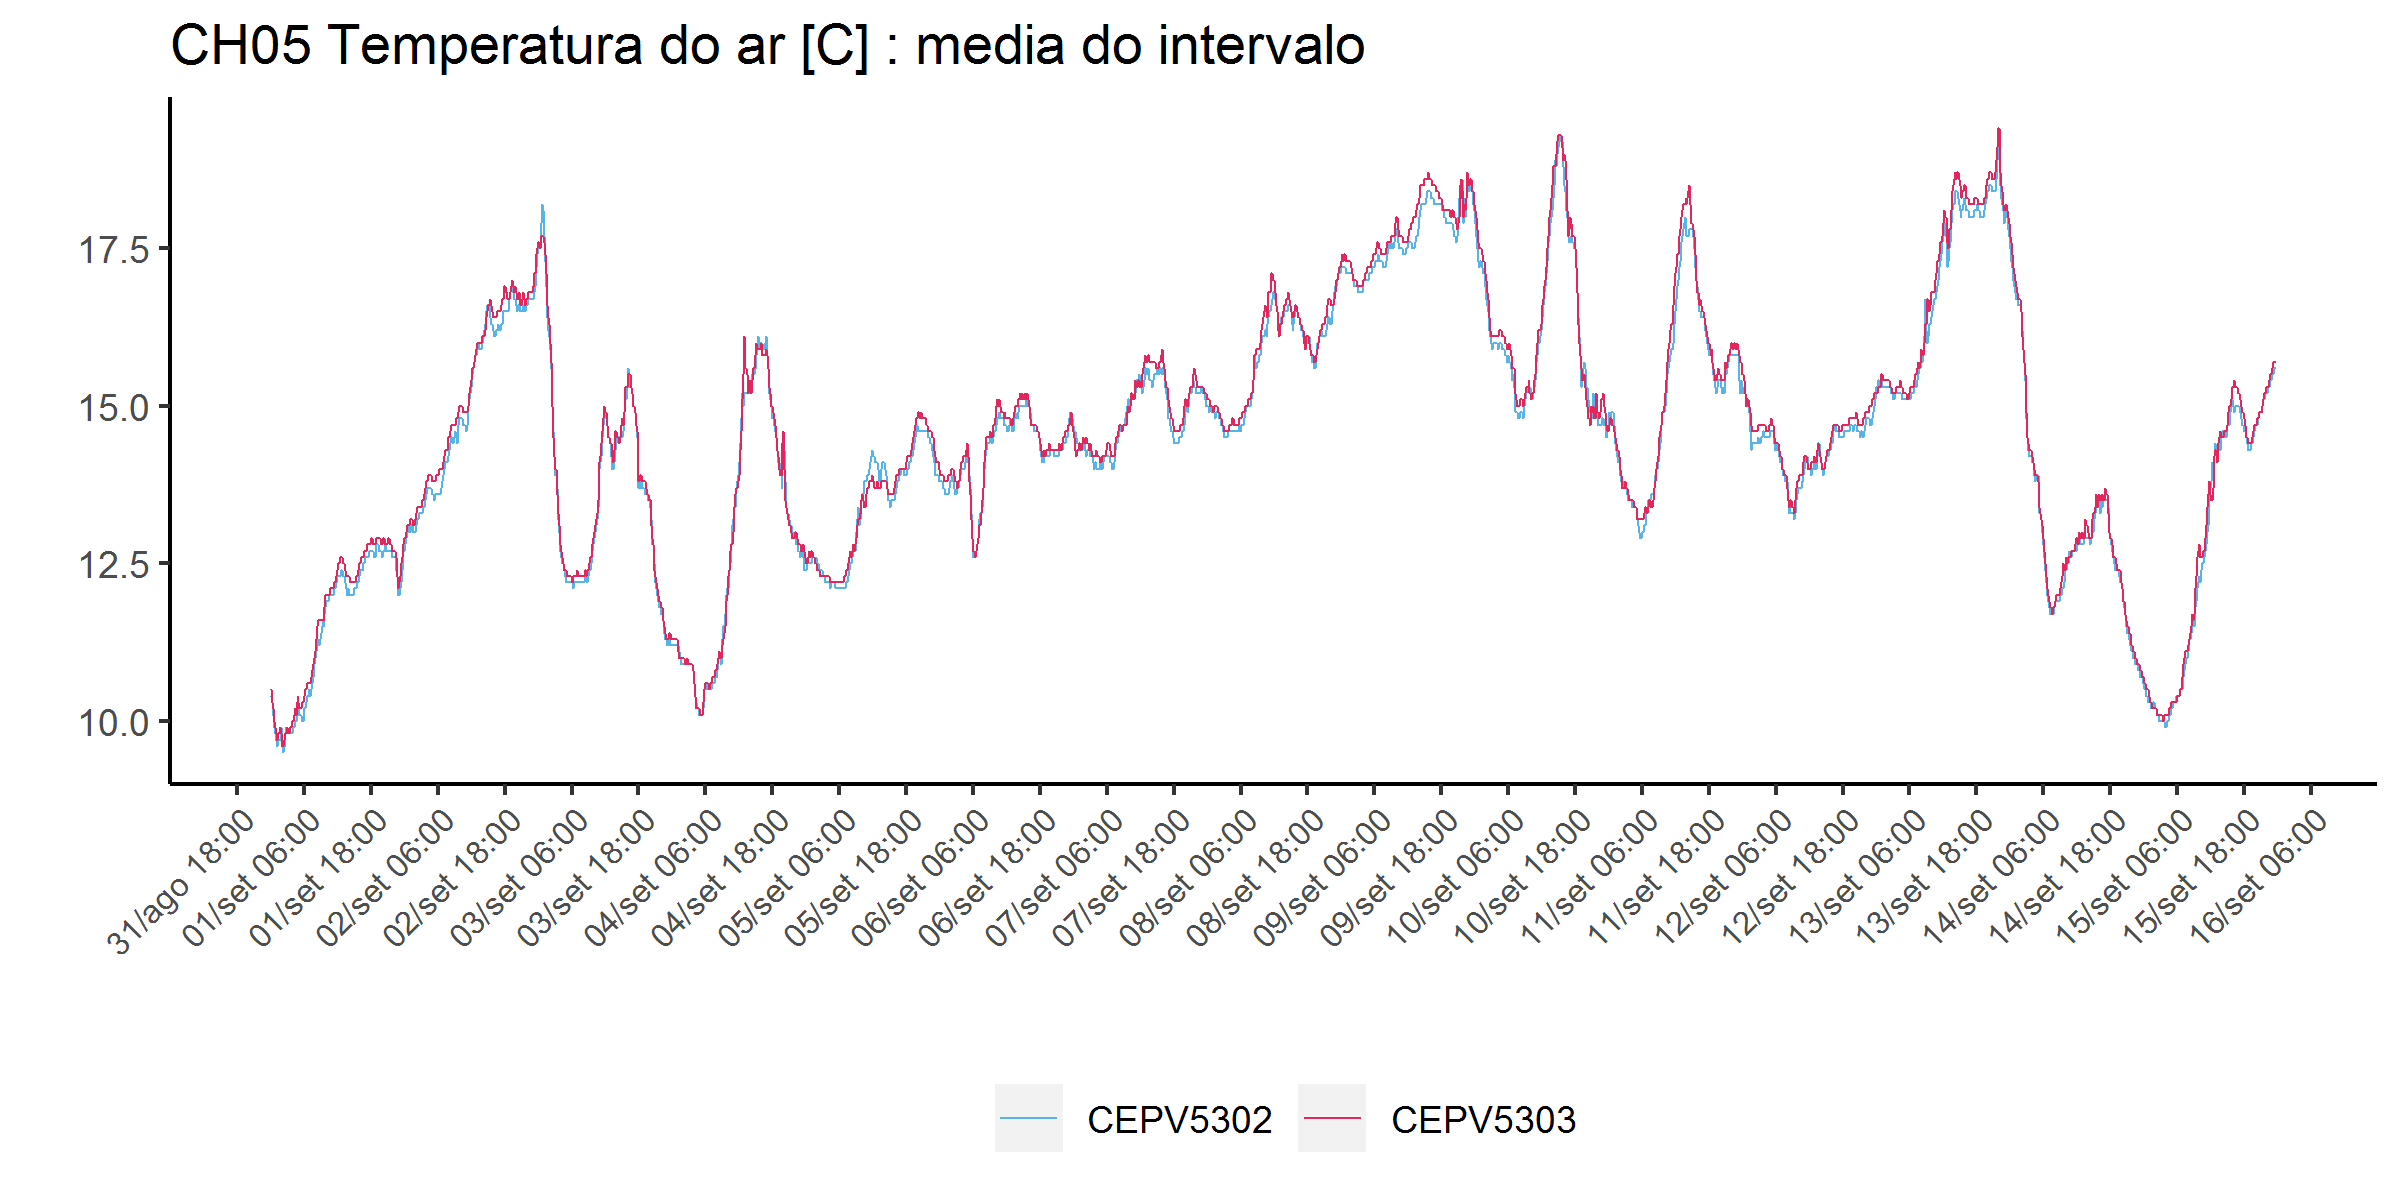 CH05 Temperatura do ar [C] : media do intervalo
17.5
15.0
12.5
10.0
31/ago 18:00
01/set 06:00
01/set 18:00
02/set 06:00
02/set 18:00
03/set 06:00
03/set 18:00
04/set 06:00
04/set 18:00
05/set 06:00
05/set 18:00
06/set 06:00
06/set 18:00
07/set 06:00
07/set 18:00
08/set 06:00
08/set 18:00
09/set 06:00
09/set 18:00
10/set 06:00
10/set 18:00
11/set 06:00
11/set 18:00
12/set 06:00
12/set 18:00
13/set 06:00
13/set 18:00
14/set 06:00
14/set 18:00
15/set 06:00
15/set 18:00
16/set 06:00
CEPV5302
CEPV5303